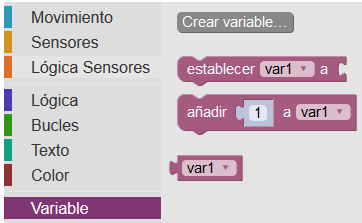 Movimiento
Sensores
Lógica Sensores
Lógica
Bucles
Texto
Color
Variable
Crear variable...
establecer var1 a
añadir 1 a var1
var1